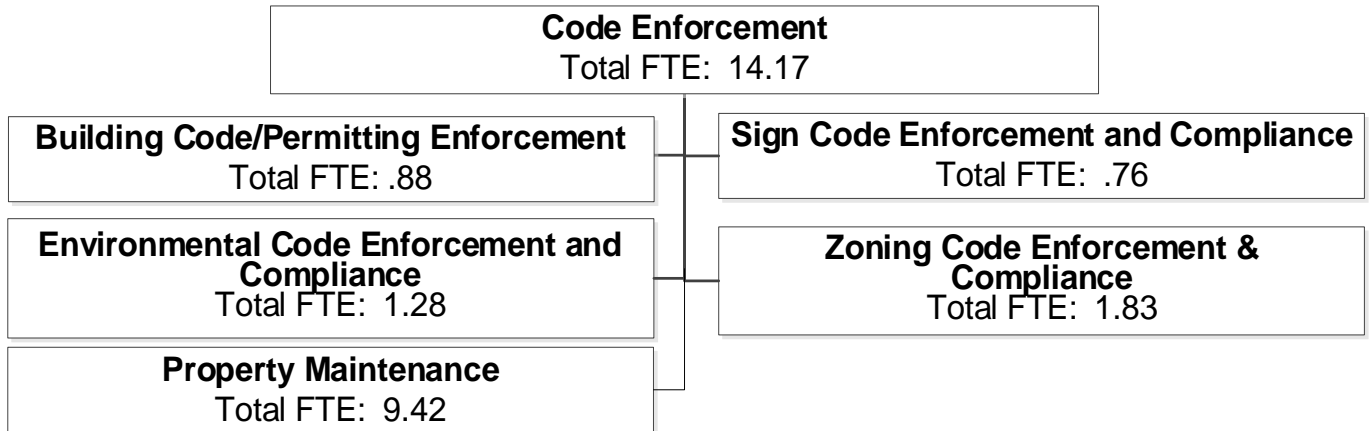 Code Enforcement
Total FTE: 14.17
Building Code/Permitting Enforcement
Total FTE: .88
Sign Code Enforcement and Compliance
Total FTE: .76
Environmental Code Enforcement and
Compliance
Total FTE: 1.28
Zoning Code Enforcement &
Compliance
Total FTE: 1.83
Property Maintenance
Total FTE: 9.42